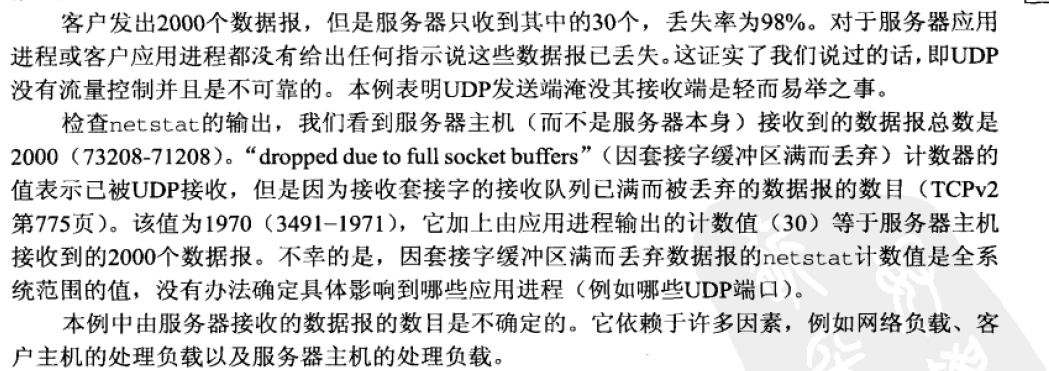 客户发出2000个数据报，但是服务器只收到其中的30个，丢失率为98%。对于服务器应用
进程或客户应用进程都没有给出任何指示说这些数据报已丢失。这证实了我们说过的话，即UDP
没有流量控制并且是不可靠的。本例表明UDP发送端淹没其接收端是轻而易举之事。
检查netstat的输出，我们看到服务器主机（而不是服务器本身）接收到的数据报总数是
2000（73208-71208）。“dropped due to full socket buffers”（因套接字缓冲区满而丢弃）计数器的
值表示已被UDP接收，但是因为接收套接字的接收队列已满而被丢弃的数据报的数目（TCPv2
第775页）。该值为1970（3491–1971），它加上由应用进程输出的计数值（30）等于服务器主机
接收到的2000个数据报。不幸的是，因套接字缓冲区满而丢弃数据报的netstat计数值是全系
统范围的值，没有办法确定具体影响到哪些应用进程（例如哪些UDP端口）。
本例中由服务器接收的数据报的数目是不确定的。它依赖于许多因素，例如网络负载、客
户主机的处理负载以及服务器主机的处理负载。